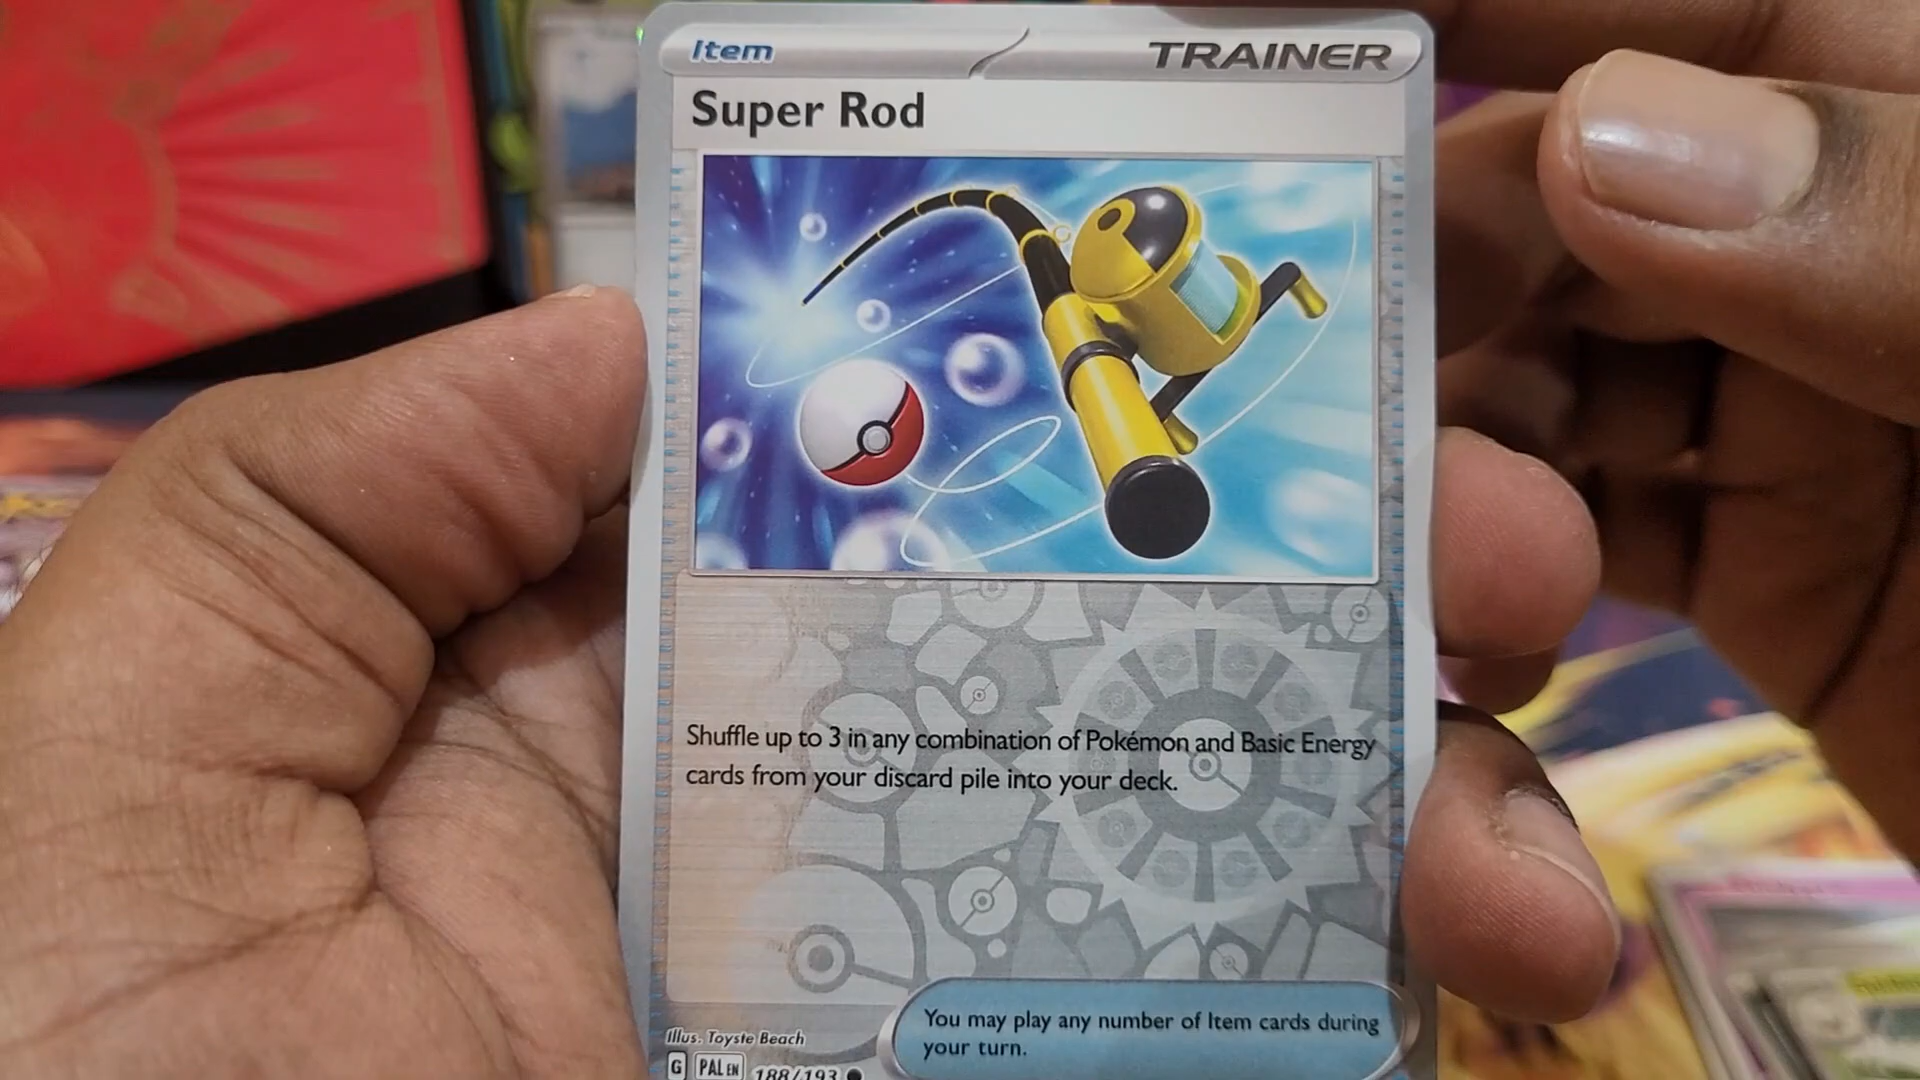 Item
TRAINER
Super Rod
Shuffle up to 3 in any combination of Pokémon and Basic Energy
cards from your discard pile into your deck.
You may play any number of Item cards during
your turn.
Illus. Toyste Beach
G PAL EN 188/193